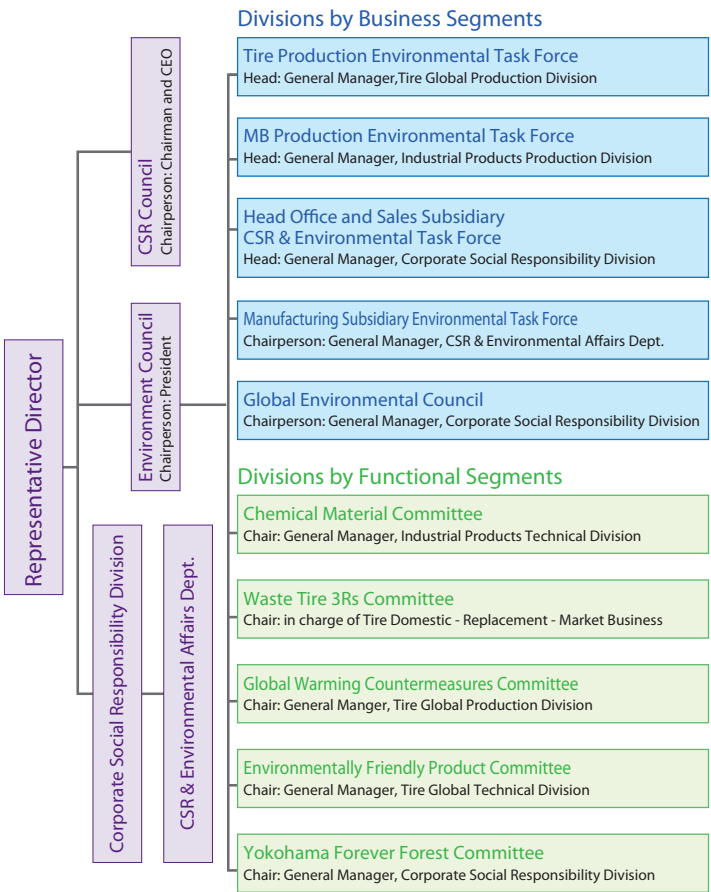 Representative Director
CSR Council
Chairperson: Chairman and CEO
Environment Council
Chairperson: President
Corporate Social Responsibility Division
CSR & Environmental Affairs Dept.
Divisions by Business Segments
Tire Production Environmental Task Force
Head: General Manager,Tire Global Production Division
MB Production Environmental Task Force
Head: General Manager, Industrial Products Production Division
Head Office and Sales Subsidiary
CSR & Environmental Task Force
Head: General Manager, Corporate Social Responsibility Division
Manufacturing Subsidiary Environmental Task Force
Chairperson: General Manager, CSR & Environmental Affairs Dept.
Global Environmental Council
Chairperson: General Manager, Corporate Social Responsibility Division
Divisions by Functional Segments
Chemical Material Committee
Chair: General Manager, Industrial Products Technical Division
Waste Tire 3Rs Committee
Chair: in charge of Tire Domestic - Replacement - Market Business
Global Warming Countermeasures Committee
Chair: General Manger, Tire Global Production Division
Environmentally Friendly Product Committee
Chair: General Manager, Tire Global Technical Division
Yokohama Forever Forest Committee
Chair: General Manager, Corporate Social Responsibility Division